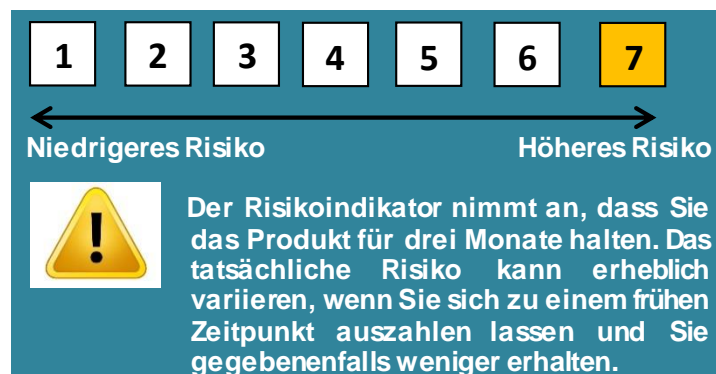 1 2 3 4 5 6 7
Niedrigeres Risiko Höheres Risiko
Der Risikoindikator nimmt an, dass Sie
das Produkt für drei Monate halten. Das
tatsächliche Risiko kann erheblich
variieren, wenn Sie sich zu einem frühen
Zeitpunkt auszahlen lassen und Sie
gegebenenfalls weniger erhalten.